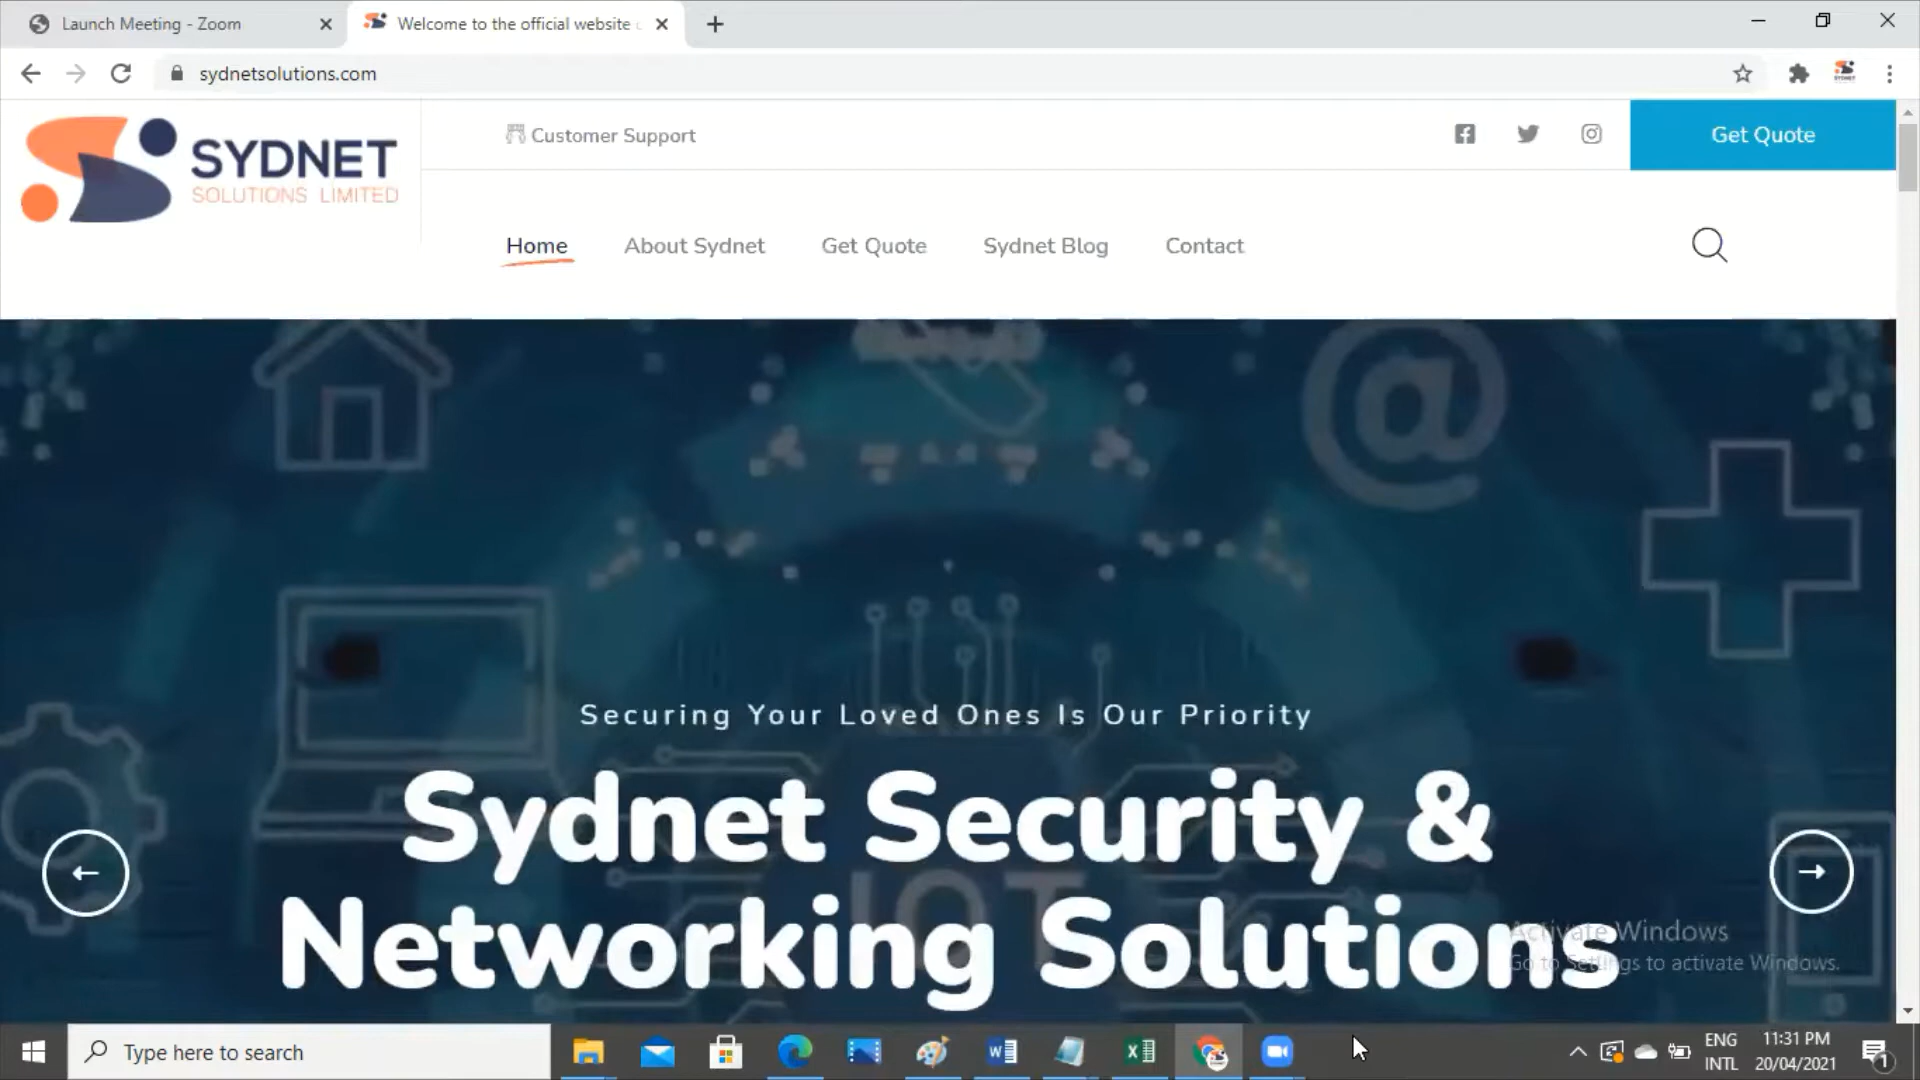 Launch Meeting - Zoom
Welcome to the official website
sydnetsolutions.com
SYDNET
SOLUTIONS LIMITED
Customer Support
Get Quote
Home
About Sydnet
Get Quote
Sydnet Blog
Contact
Securing Your Loved Ones Is Our Priority
Sydnet Security &
Networking Solutions
IOT
Activate Windows
Go to Settings to activate Windows.
Type here to search
ENG
INTL
11:31 PM
20/04/2021
1